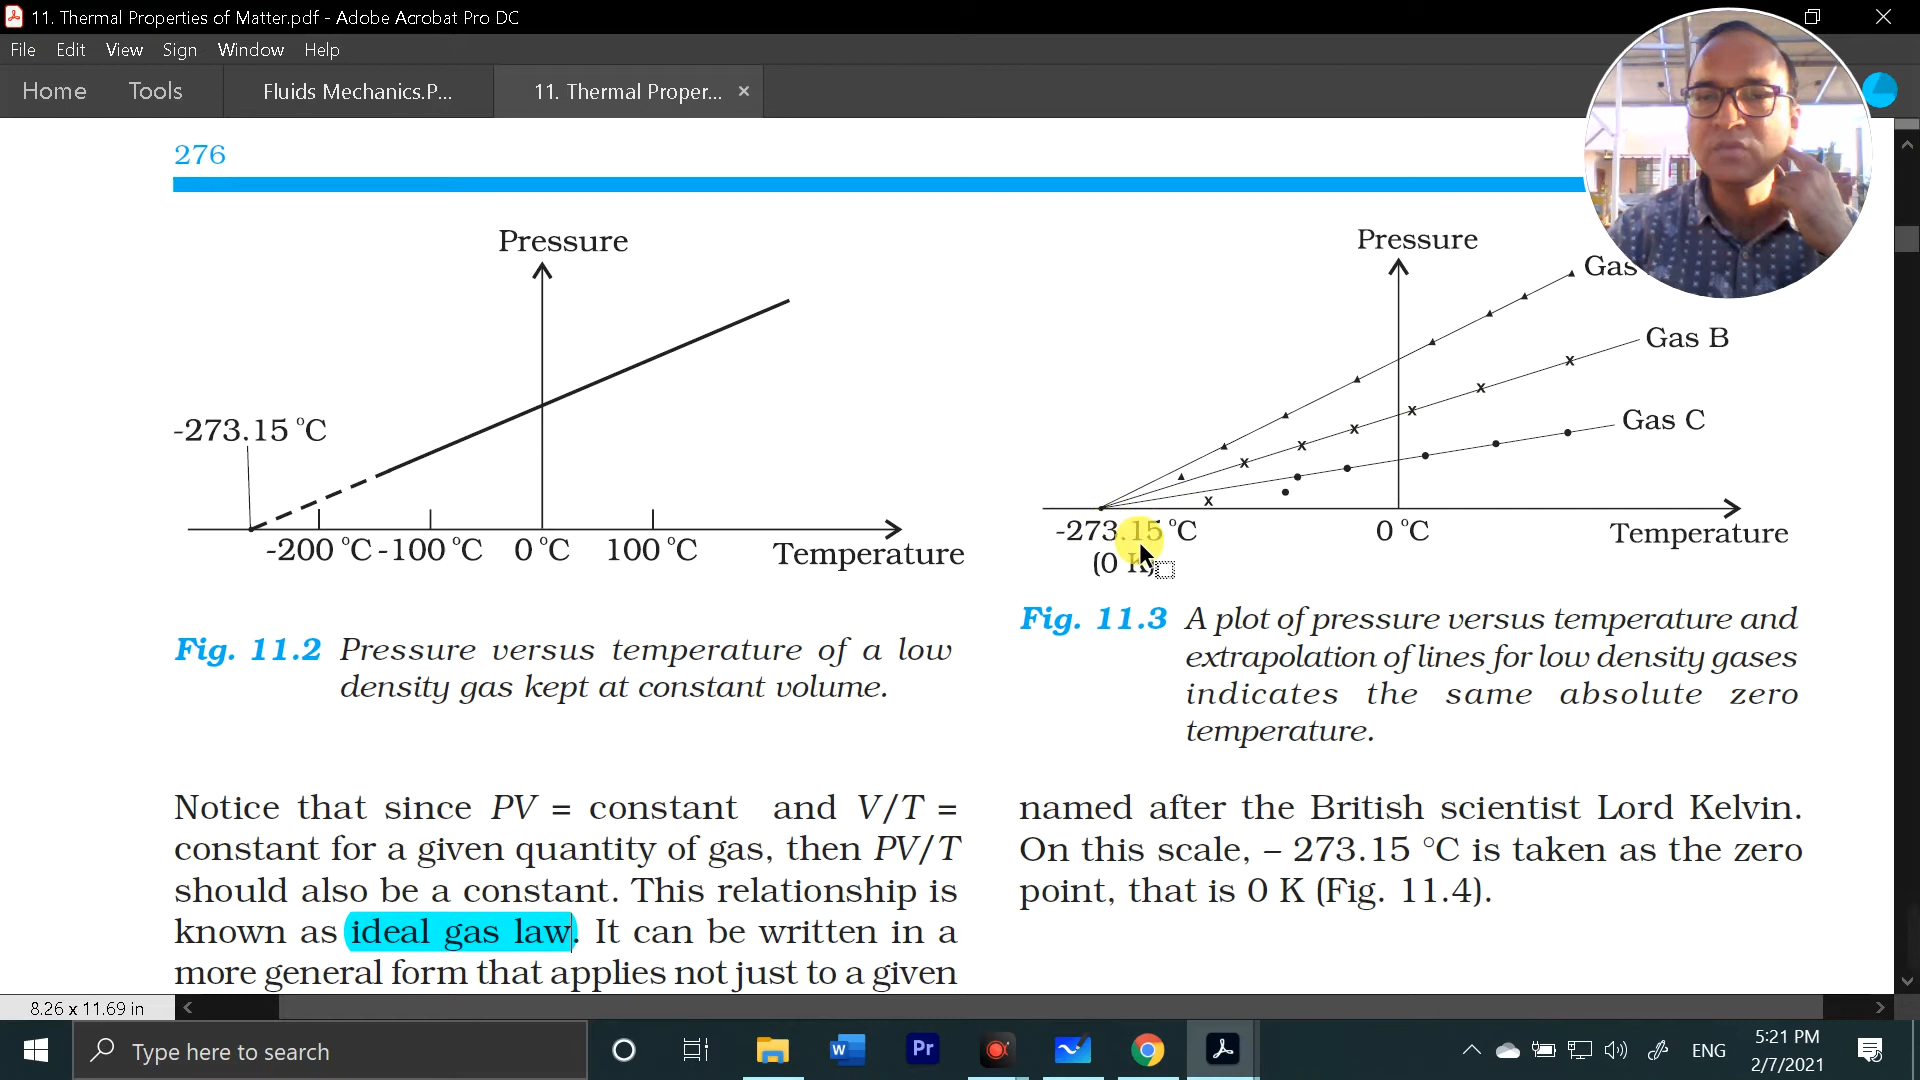 11. Thermal Properties of Matter.pdf - Adobe Acrobat Pro DC
File Edit View Sign Window Help
Home Tools Fluids Mechanics.P... 11. Thermal Proper... ×
276
Pressure
-273.15 °C
-200 °C -100 °C 0 °C 100 °C
Temperature
Fig. 11.2 Pressure versus temperature of a low
density gas kept at constant volume.
Notice that since PV = constant and V/T =
constant for a given quantity of gas, then PV/T
should also be a constant. This relationship is
known as ideal gas law. It can be written in a
more general form that applies not just to a given
Pressure
Gas
Gas B
Gas C
-273.15 °C
(0 K)
0 °C
Temperature
Fig. 11.3 A plot of pressure versus temperature and
extrapolation of lines for low density gases
indicates the same absolute zero
temperature.
named after the British scientist Lord Kelvin.
On this scale, – 273.15 °C is taken as the zero
point, that is 0 K (Fig. 11.4).
8.26 x 11.69 in
Type here to search
W
Pr
ENG
5:21 PM
2/7/2021